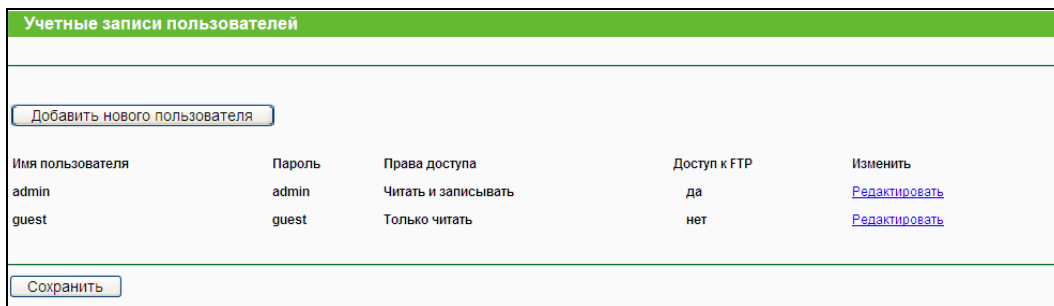 Учетные записи пользователей
Добавить нового пользователя
Имя пользователя Пароль Права доступа Доступ к FTP Изменить
admin admin Читать и записывать да Редактировать
guest guest Только читать нет Редактировать
Сохранить